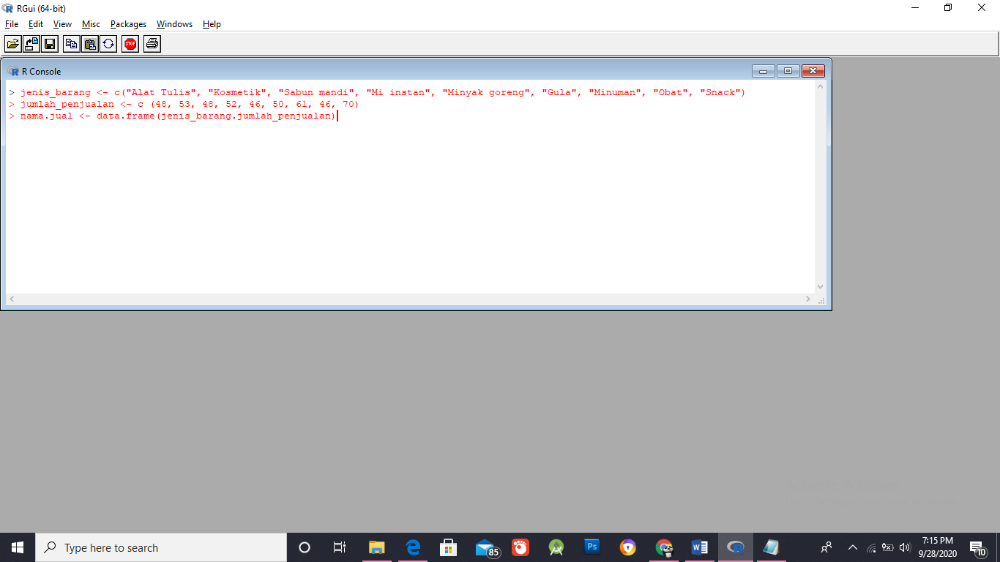 RGui (64-bit)
File Edit View Misc Packages Windows Help
STOP
R Console
> jenis_barang <- c("Alat Tulis", "Kosmetik", "Sabun mandi", "Mi instan", "Minyak goreng", "Gula", "Minuman", "Obat", "Snack")
> jumlah_penjualan <- c (48, 53, 48, 52, 46, 50, 61, 46, 70)
> nama.jual <- data.frame(jenis_barang.jumlah_penjualan)
Type here to search
85
Ps
7:15 PM
9/28/2020
10